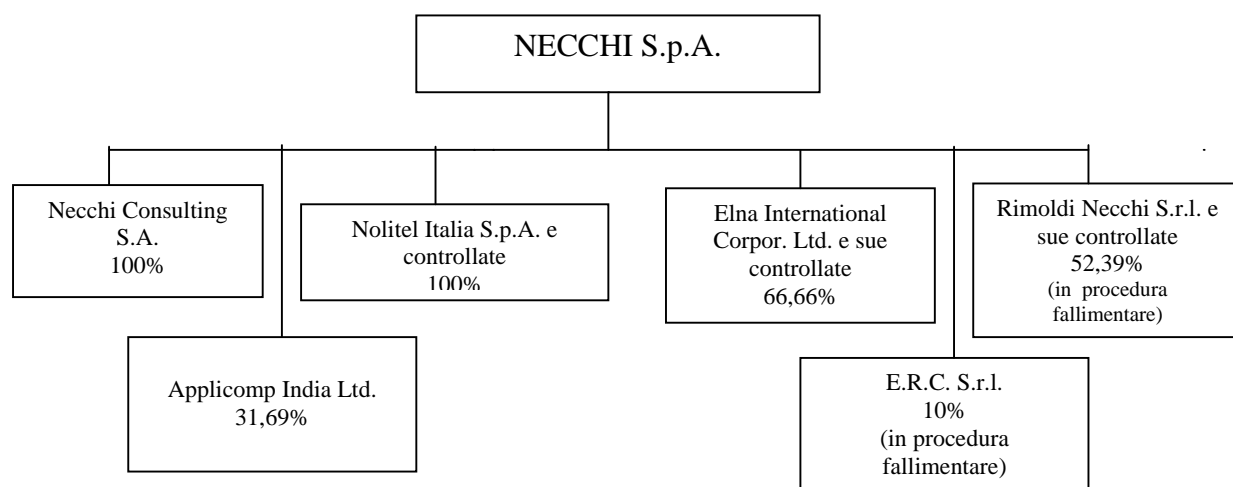 NECCHI S.p.A.
Necchi Consulting
S.A.
100%
Nolitel Italia S.p.A. e
controllate
100%
Elna International
Corpor. Ltd. e sue
controllate
66,66%
Rimoldi Necchi S.r.l. e
sue controllate
52,39%
(in procedura
fallimentare)
Applicomp India Ltd.
31,69%
E.R.C. S.r.l.
10%
(in procedura
fallimentare)